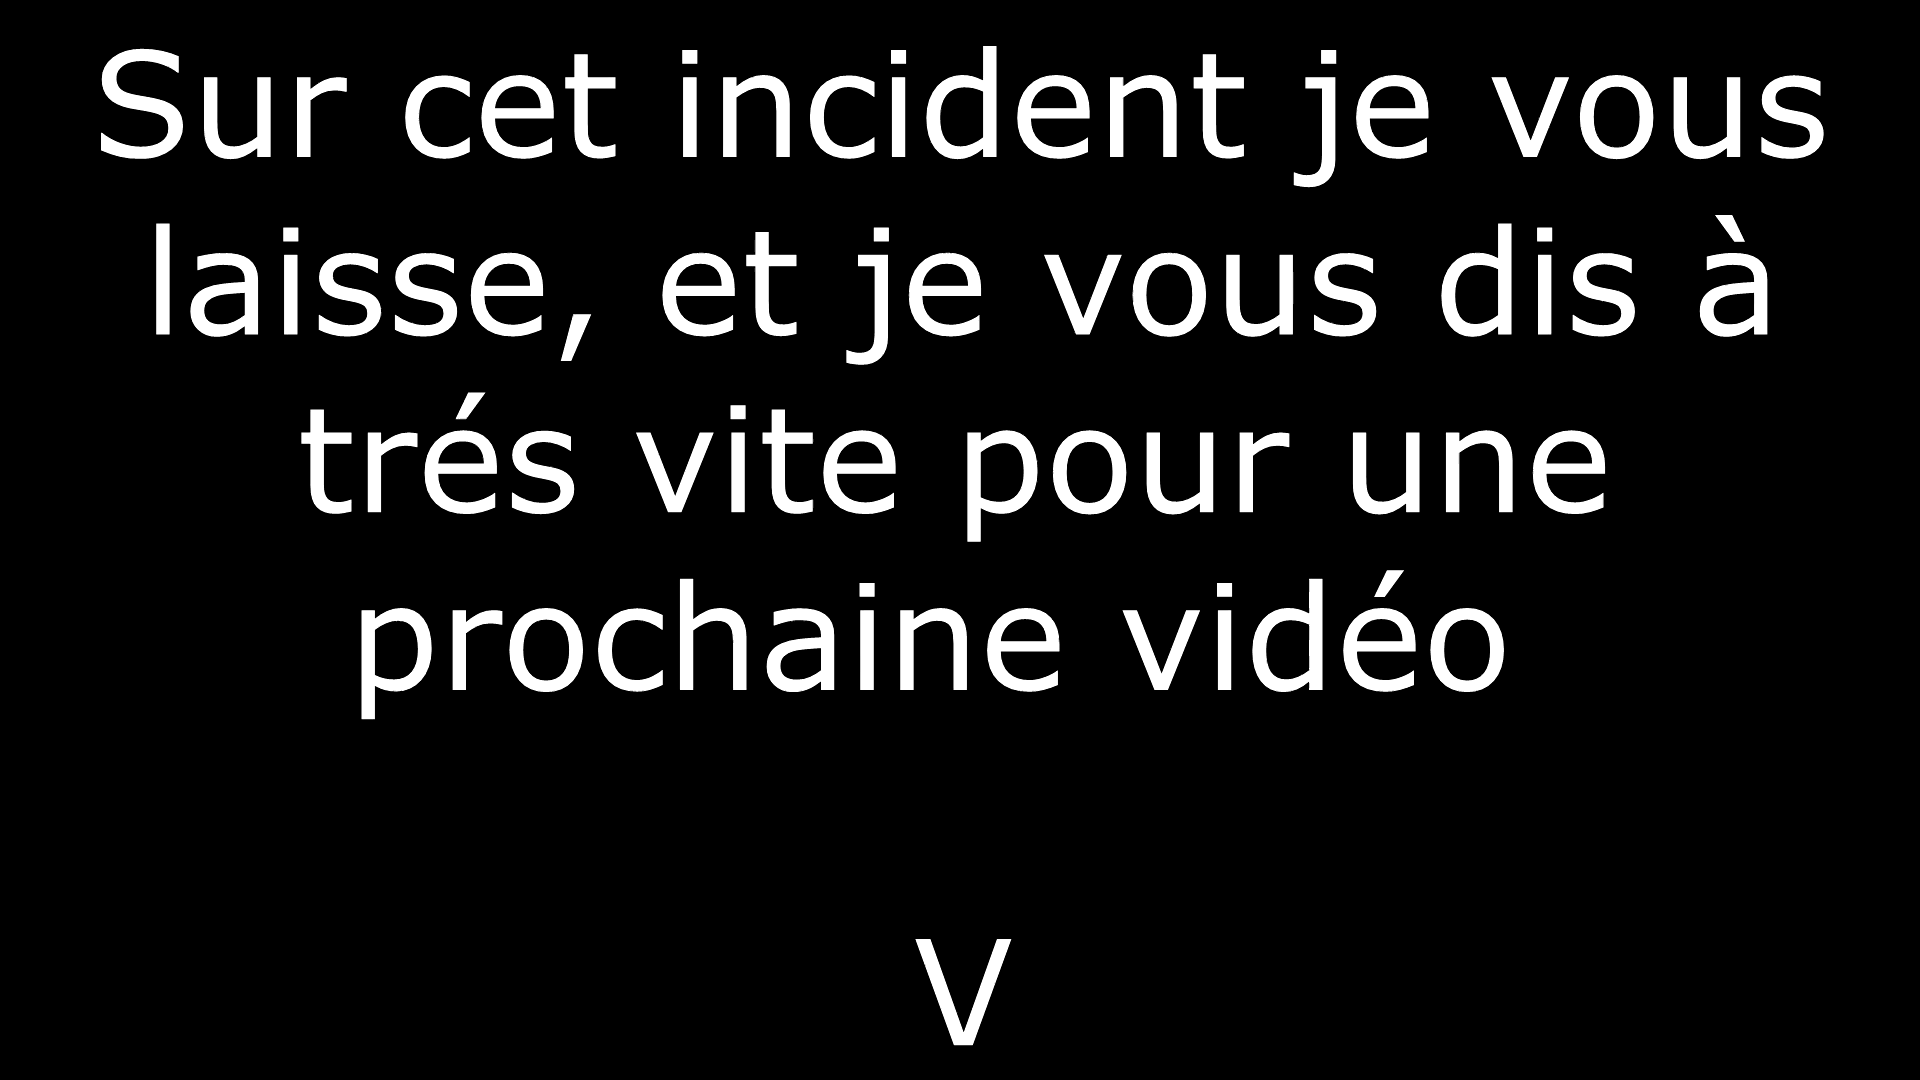 Sur cet incident je vous
laisse, et je vous dis à
trés vite pour une
prochaine vidéo
V